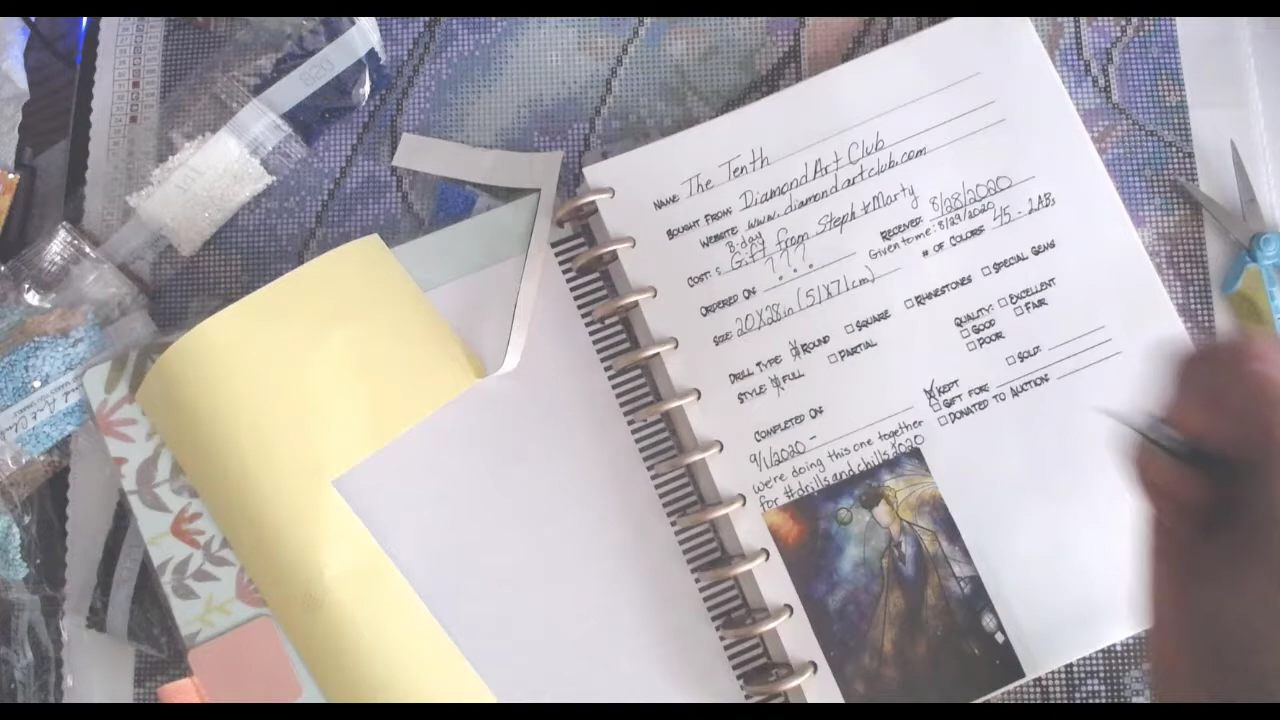 NAME: The Tenth
BOUGHT FROM: Diamond Art Club
WEBSITE: www.diamondartclub.com
B-day
COST: $ Gift from Steph + Marty RECEIVED: 8/28/2020
ORDERED ON: ??? Given to me: 8/29/2020
SIZE: 20x28in (51x71cm) # OF COLORS: 45 - 2ABs
DRILL TYPE: ROUND SQUARE RHINESTONES SPECIAL GEMS
STYLE: FULL PARTIAL
QUALITY: EXCELLENT
GOOD FAIR
POOR
COMPLETED ON:
9/1/2020 -
KEPT SOLD:
GIFT FOR:
DONATED TO AUCTION:
we're doing this one together
for #drillsandchills2020
820